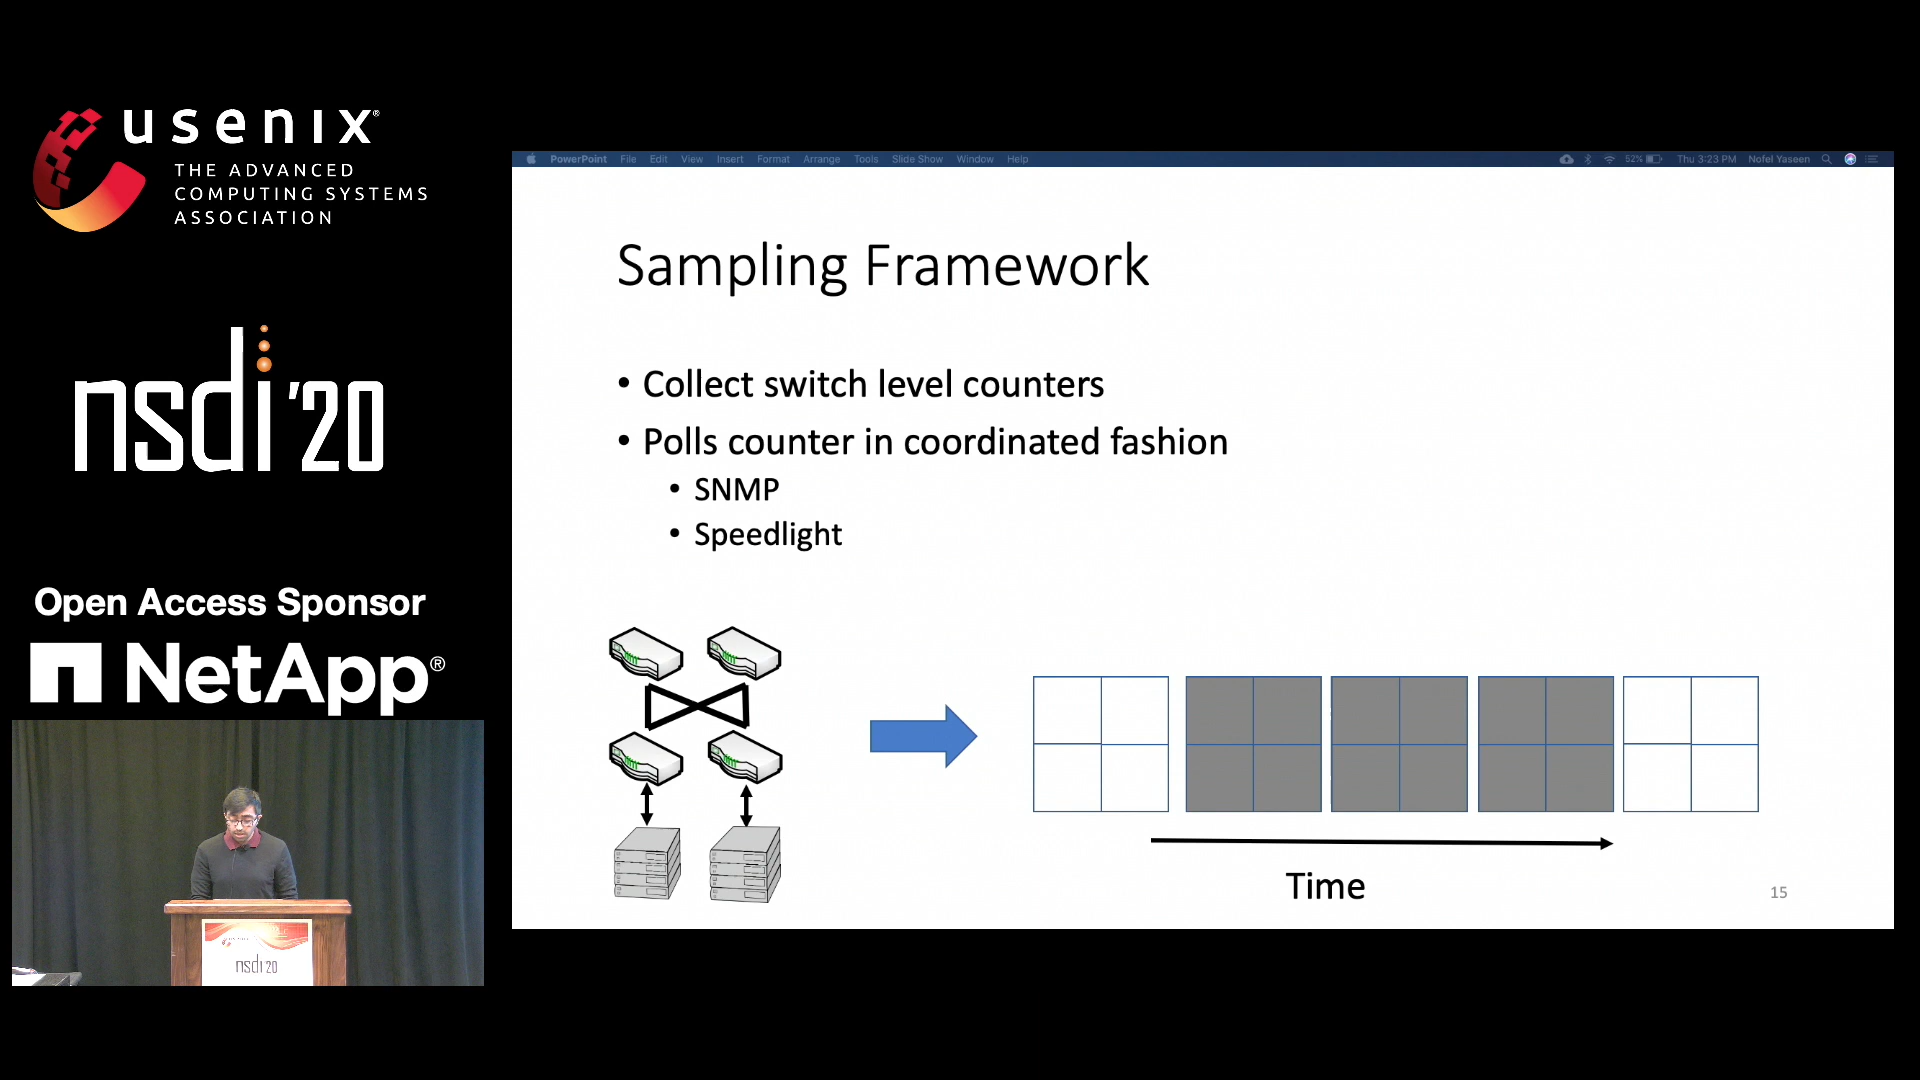 usenix®
THE ADVANCED
COMPUTING SYSTEMS
ASSOCIATION
nsdi '20
Open Access Sponsor
NetApp®
nsdi 20
PowerPoint File Edit View Insert Format Arrange Tools Slide Show Window Help
52% Thu 3:23 PM Nofel Yaseen
Sampling Framework
• Collect switch level counters
• Polls counter in coordinated fashion
• SNMP
• Speedlight
Time
15